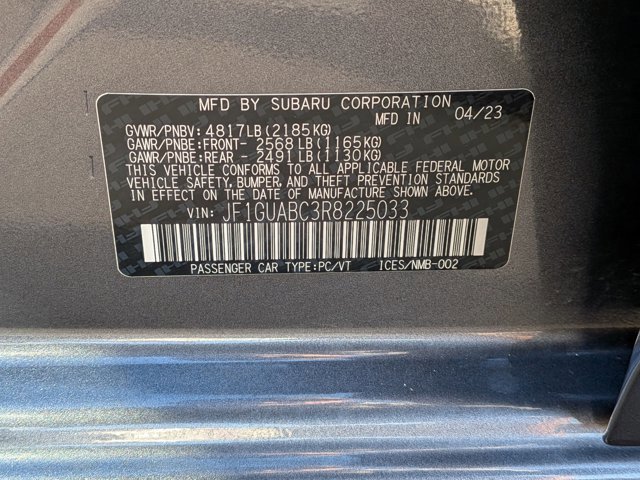 MFD BY SUBARU CORPORATION
MFD IN 04/23
GVWR/PNBV: 4817LB(2185KG)
GAWR/PNBE:FRONT- 2568LB(1165KG)
GAWR/PNBE:REAR - 2491LB(1130KG)
THIS VEHICLE CONFORMS TO ALL APPLICABLE FEDERAL MOTOR
VEHICLE SAFETY, BUMPER, AND THEFT PREVENTION STANDARDS
IN EFFECT ON THE DATE OF MANUFACTURE SHOWN ABOVE.
VIN: JF1GUABC3R8225033
PASSENGER CAR TYPE:PC/VT ICES/NMB-002